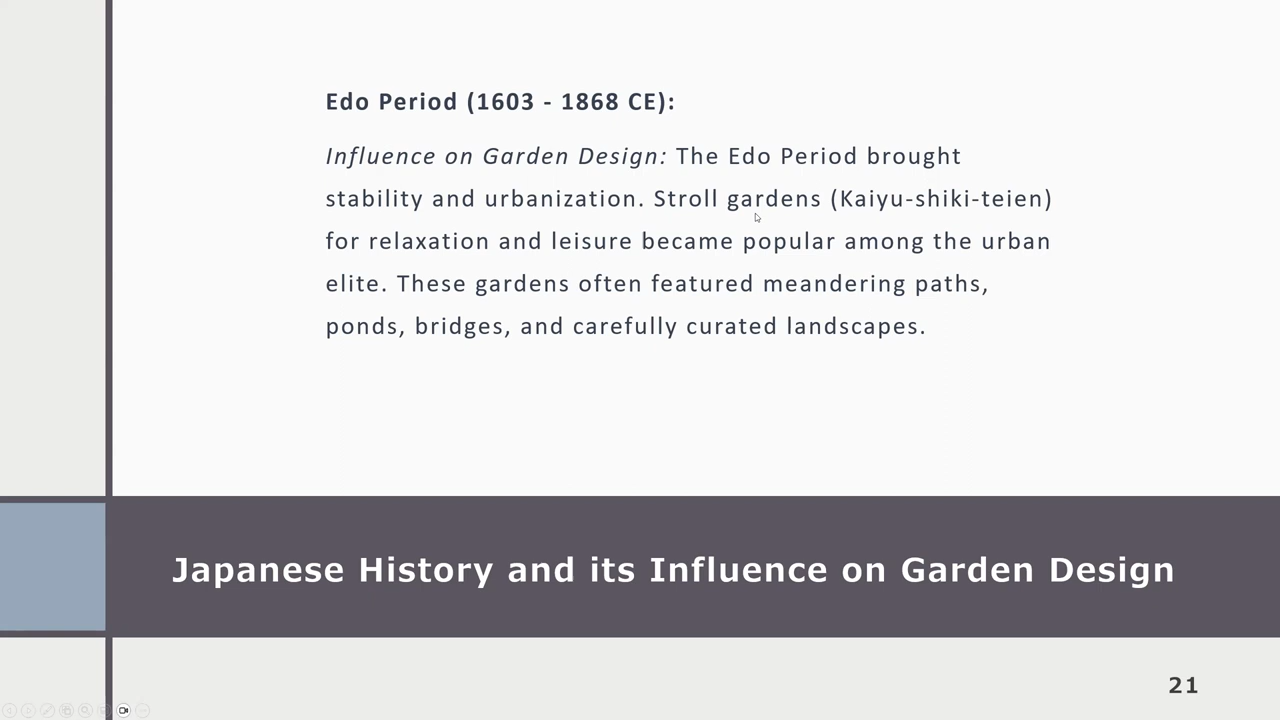 Edo Period (1603 - 1868 CE):
Influence on Garden Design: The Edo Period brought
stability and urbanization. Stroll gardens (Kaiyu-shiki-teien)
for relaxation and leisure became popular among the urban
elite. These gardens often featured meandering paths,
ponds, bridges, and carefully curated landscapes.
Japanese History and its Influence on Garden Design
21